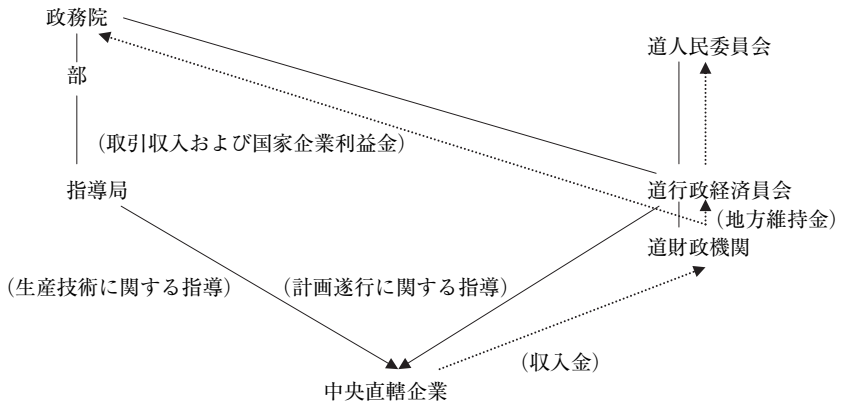 政務院
道人民委員会
部
（取引収入および国家企業利益金）
指導局
道行政経済員会
（地方維持金）
道財政機関
（生産技術に関する指導）
（計画遂行に関する指導）
（収入金）
中央直轄企業